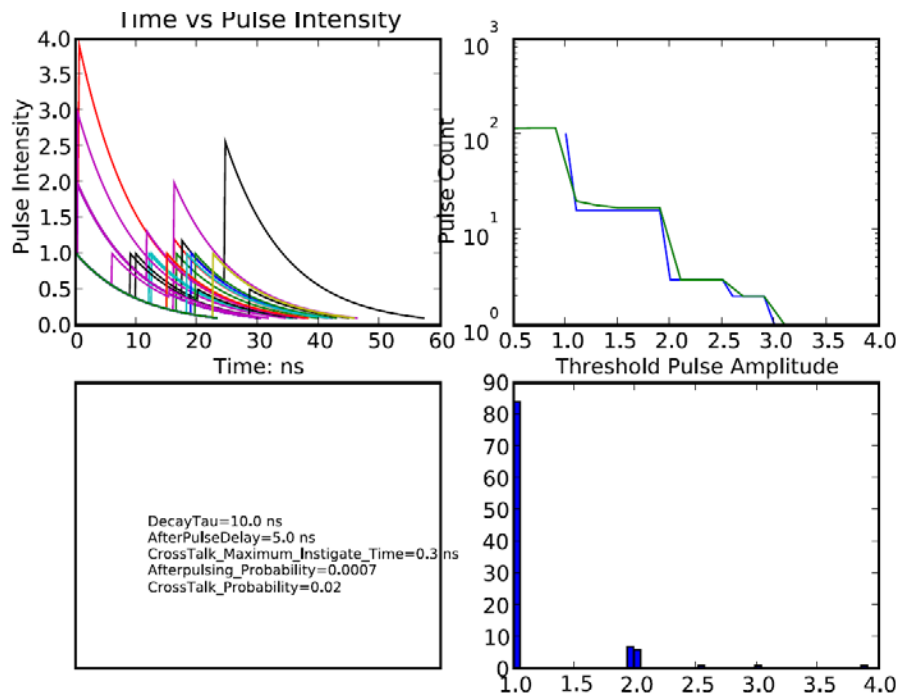 Time vs Pulse Intensity
Pulse Intensity
4.0
3.5
3.0
2.5
2.0
1.5
1.0
0.5
0.0
0 10 20 30 40 50 60
Time: ns
Pulse Count
10 3
10 2
10 1
10 0
0.5 1.0 1.5 2.0 2.5 3.0 3.5 4.0
Threshold Pulse Amplitude
DecayTau=10.0 ns
AfterPulseDelay=5.0 ns
CrossTalk_Maximum_Instigate_Time=0.3 ns
Afterpulsing_Probability=0.0007
CrossTalk_Probability=0.02
90
80
70
60
50
40
30
20
10
0
1.0 1.5 2.0 2.5 3.0 3.5 4.0